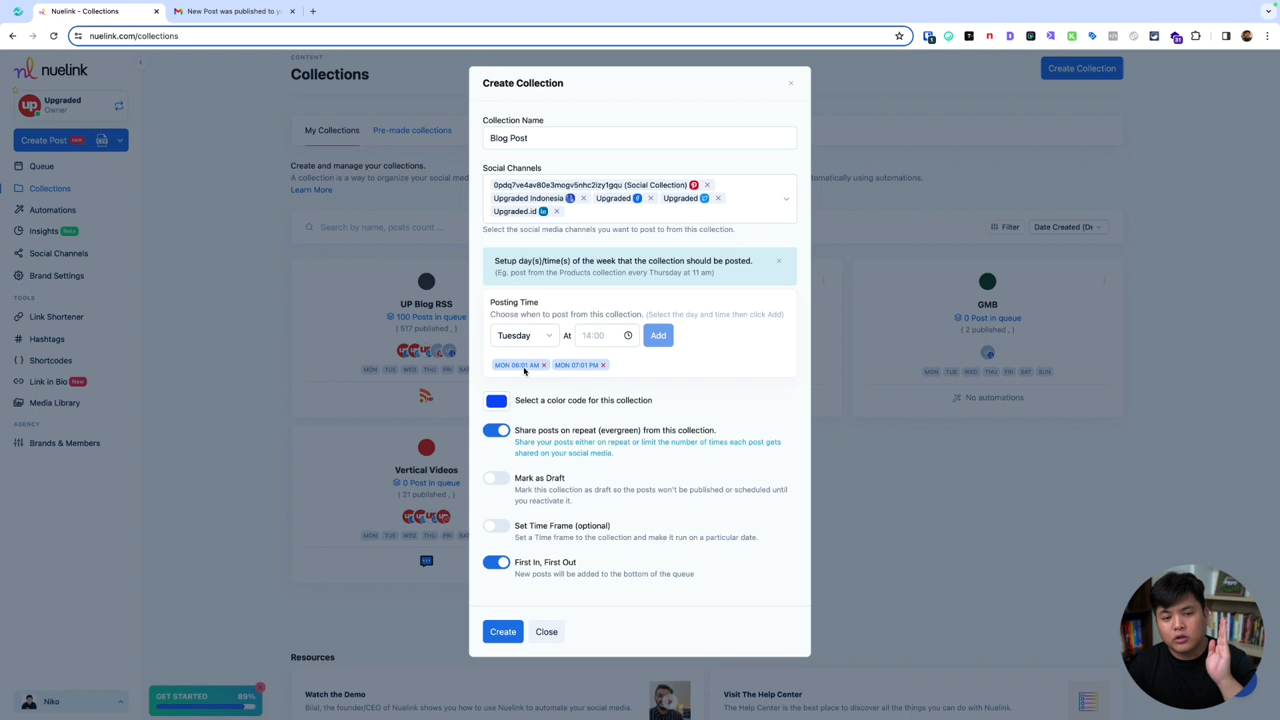 Nuelink - Collections
New Post was published to y
nuelink.com/collections
nuelink
Upgraded
Owner
Create Post
Queue
Collections
Automations
Insights Beta
Social Channels
Brand Settings
TOOLS
Link Shortener
Hashtags
Shortcodes
Link in Bio New
Media Library
AGENCY
Brands & Members
GET STARTED 89%
Niko
CONTENT
Collections
Create Collection
My Collections Pre-made collections
Create and manage your collections.
A collection is a way to organize your social med
tically using automations.
Learn More
Search by name, posts count...
Filter
Date Created (De
UP Blog RSS
100 Posts in Queue
( 517 published , )
MON TUE WED THU FRI SA
GMB
0 Post in Queue
( 2 published , )
MON TUE WED THU FRI SAT SUN
No automations
Vertical Videos
0 Post in Queue
( 21 published , )
MON TUE WED THU FRI SA
Create Collection
Collection Name
Blog Post
Social Channels
0pdq7ve4av80e3mogv5nhc2izy1gqu (Social Collection)
Upgraded Indonesia Upgraded Upgraded
Upgraded.id
Select the social media channels you want to post to from this collection.
Setup day(s)/time(s) of the week that the collection should be posted.
(Eg. post from the Products collection every Thursday at 11 am)
Posting Time
Choose when to post from this collection. (Select the day and time then click Add)
Tuesday At 14:00 Add
MON 06:01 AM MON 07:01 PM
Select a color code for this collection
Share posts on repeat (evergreen) from this collection.
Share your posts either on repeat or limit the number of times each post gets
shared on your social media.
Mark as Draft
Mark this collection as draft so the posts won't be published or scheduled until
you reactivate it.
Set Time Frame (optional)
Set a Time frame to the collection and make it run on a particular date.
First In, First Out
New posts will be added to the bottom of the queue
Create Close
Resources
Watch the Demo
Bilal, the founder/CEO of Nuelink shows you how to use Nuelink to automate your social media.
Visit The Help Center
The Help Center is the best place to discover all the things you can do with Nuelink.